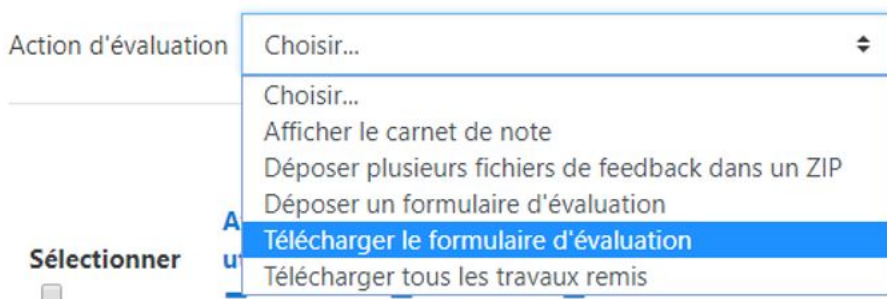 Action d'évaluation Choisir...
Choisir...
Afficher le carnet de note
Déposer plusieurs fichiers de feedback dans un ZIP
Déposer un formulaire d'évaluation
Télécharger le formulaire d'évaluation
Sélectionner
Télécharger tous les travaux remis